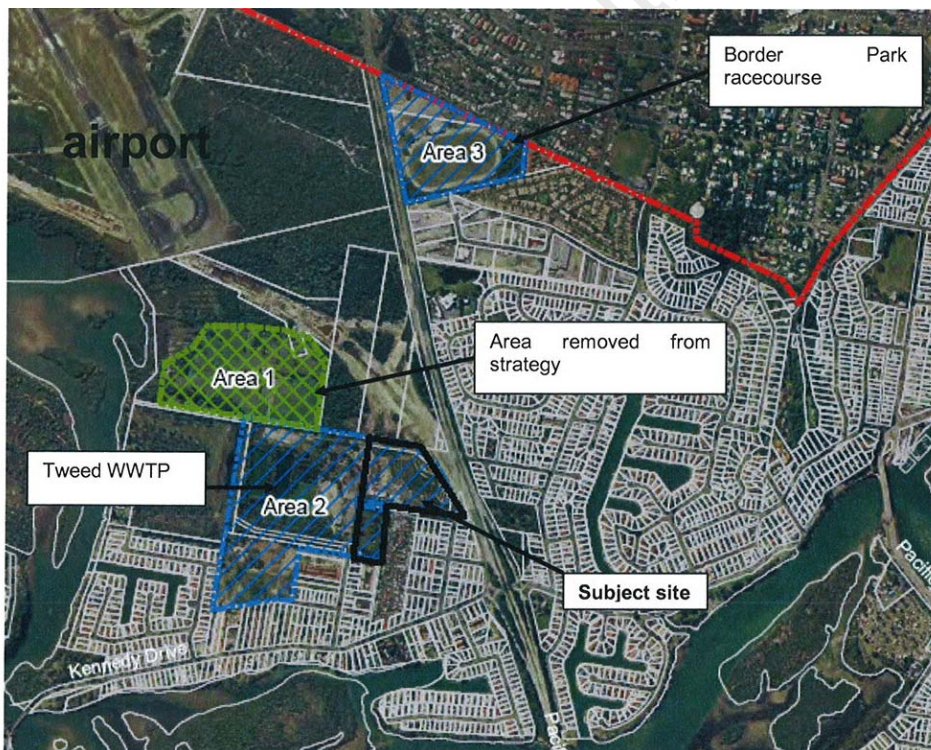 Border Park
racecourse
airport
Area 3
Area removed from
strategy
Area 1
Tweed WWTP
Area 2
Subject site
Kennedy Drive